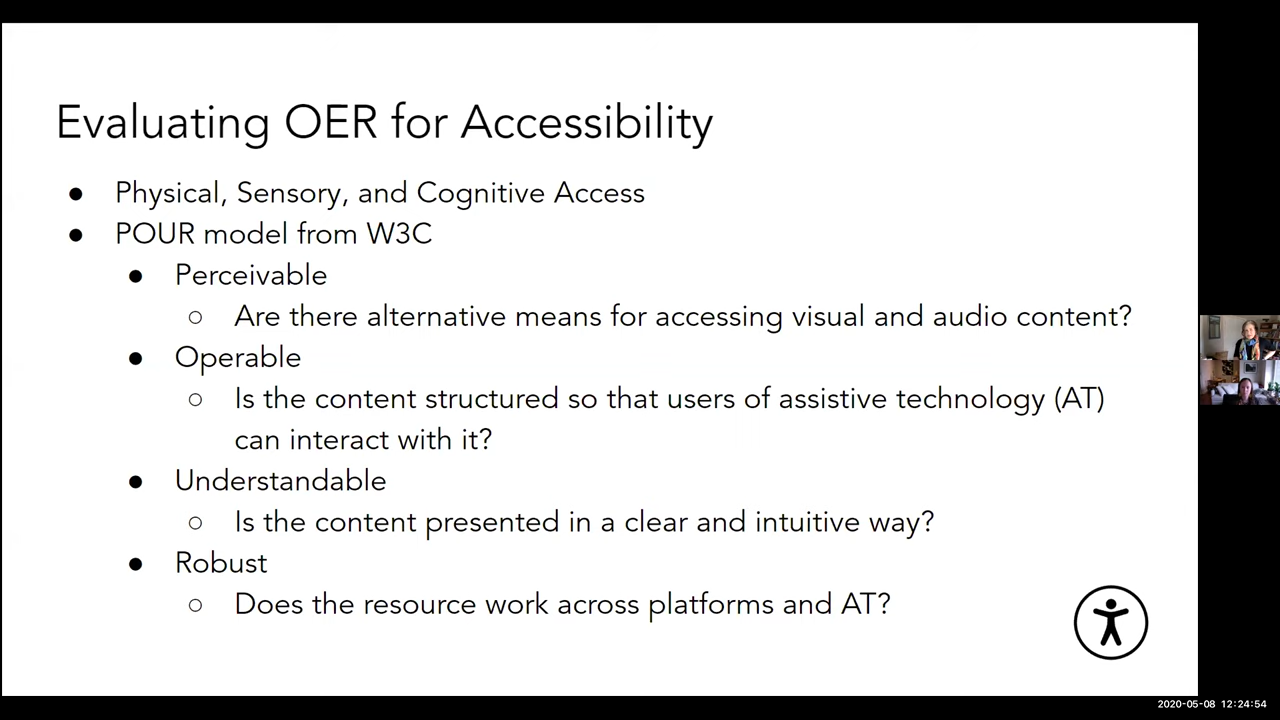 Evaluating OER for Accessibility
● Physical, Sensory, and Cognitive Access
● POUR model from W3C
● Perceivable
○ Are there alternative means for accessing visual and audio content?
● Operable
○ Is the content structured so that users of assistive technology (AT)
can interact with it?
● Understandable
○ Is the content presented in a clear and intuitive way?
● Robust
○ Does the resource work across platforms and AT?
2020-05-08 12:24:54